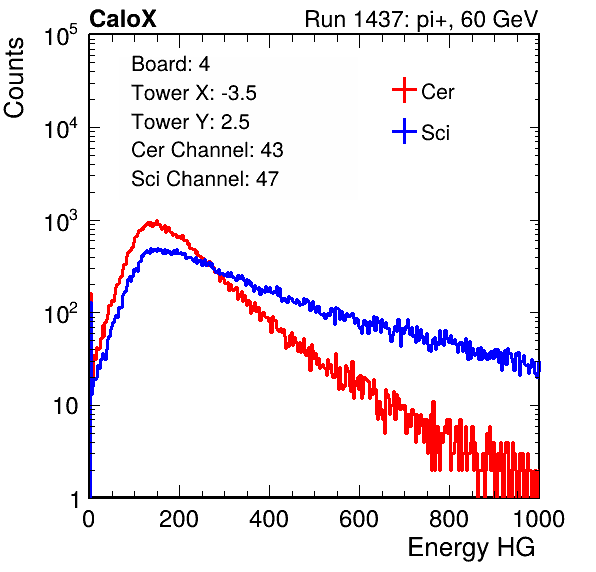 CaloX Run 1437: pi+, 60 GeV
Counts
10^5
10^4
10^3
10^2
10
1
Board: 4
Tower X: -3.5
Tower Y: 2.5
Cer Channel: 43
Sci Channel: 47
Cer
Sci
0 200 400 600 800 1000
Energy HG